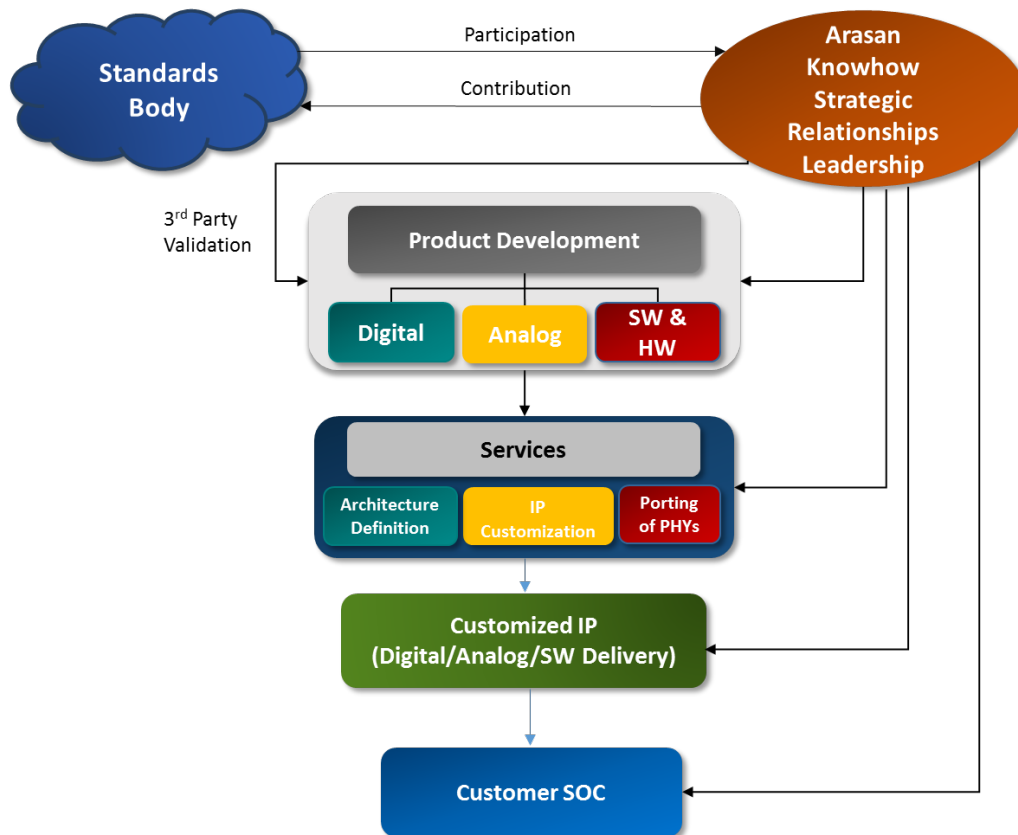 Participation
Standards
Body
Contribution
Arasan
Knowhow
Strategic
Relationships
Leadership
3rd Party
Validation
Product Development
Digital
Analog
SW &
HW
Services
Architecture
Definition
IP
Customization
Porting
of PHYs
Customized IP
(Digital/Analog/SW Delivery)
Customer SOC